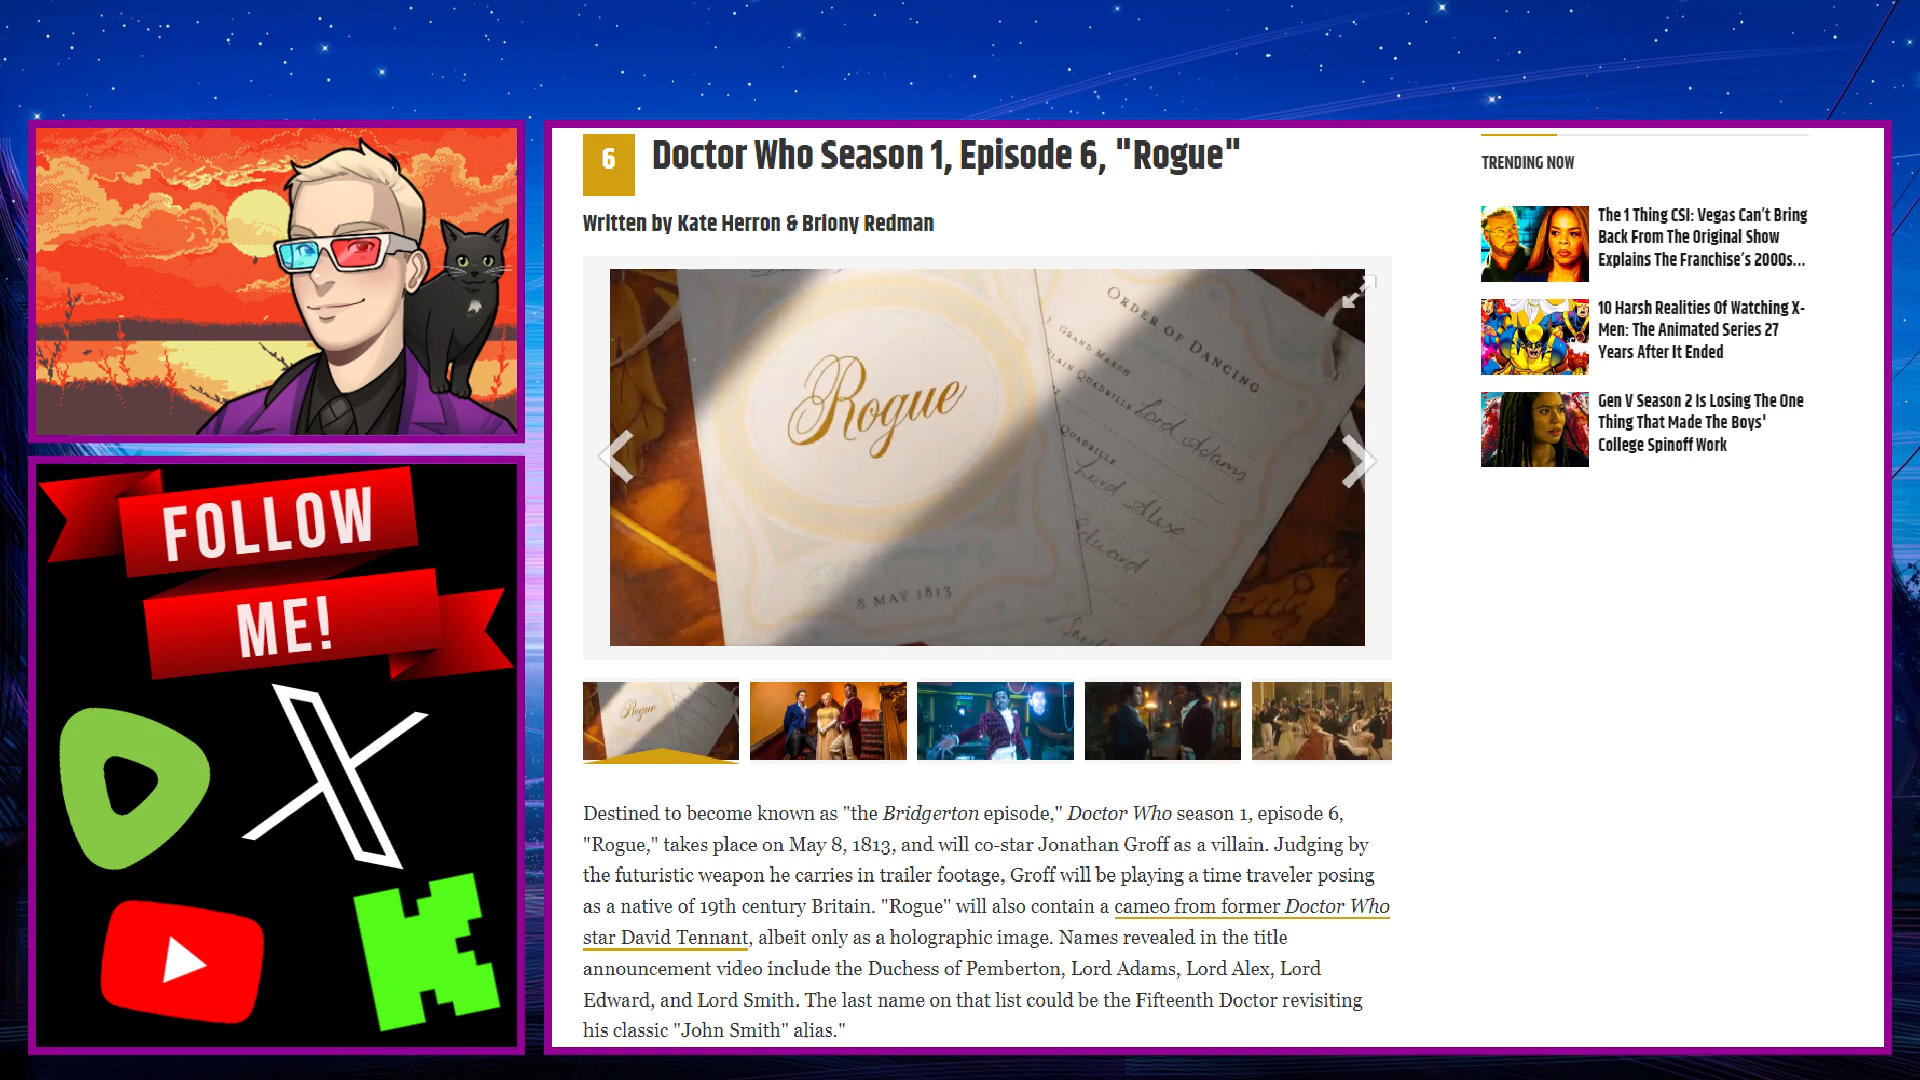 6
Doctor Who Season 1, Episode 6, "Rogue"
Written by Kate Herron & Briony Redman
Rogue
8 MAY 1813
ORDER OF DANCING
1. GRAND MARCH
PLAIN QUADRILLE
Lord Adams
2.
QUADRILLE
Lord Alex
Edward
Rogue
Destined to become known as "the Bridgerton episode," Doctor Who season 1, episode 6,
"Rogue," takes place on May 8, 1813, and will co-star Jonathan Groff as a villain. Judging by
the futuristic weapon he carries in trailer footage, Groff will be playing a time traveler posing
as a native of 19th century Britain. "Rogue" will also contain a cameo from former Doctor Who
star David Tennant, albeit only as a holographic image. Names revealed in the title
announcement video include the Duchess of Pemberton, Lord Adams, Lord Alex, Lord
Edward, and Lord Smith. The last name on that list could be the Fifteenth Doctor revisiting
his classic "John Smith" alias."
TRENDING NOW
The 1 Thing CSI: Vegas Can't Bring
Back From The Original Show
Explains The Franchise's 2000s...
10 Harsh Realities Of Watching X-
Men: The Animated Series 27
Years After It Ended
Gen V Season 2 Is Losing The One
Thing That Made The Boys'
College Spinoff Work
FOLLOW
ME!